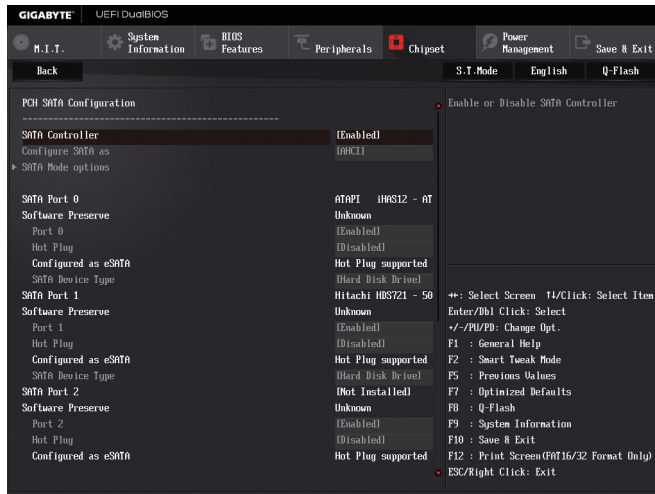 GIGABYTE™ UEFI DualBIOS
M.I.T. System Information BIOS Features Peripherals Chipset Power Management Save & Exit
Back S.T.Mode English Q-Flash
PCH SATA Configuration
Enable or Disable SATA Controller
--------------------------------------------------
SATA Controller [Enabled]
Configure SATA as [AHCI]
SATA Mode options
SATA Port 0 ATAPI iHAS12 - AT
Software Preserve Unknown
Port 0 [Enabled]
Hot Plug [Disabled]
Configured as eSATA Hot Plug supported
SATA Device Type [Hard Disk Drive]
SATA Port 1 Hitachi HDS721 - 50
Software Preserve Unknown
Port 1 [Enabled]
Hot Plug [Disabled]
Configured as eSATA Hot Plug supported
SATA Device Type [Hard Disk Drive]
SATA Port 2 [Not Installed]
Software Preserve Unknown
Port 2 [Enabled]
Hot Plug [Disabled]
Configured as eSATA Hot Plug supported
→←: Select Screen ↑↓/Click: Select Item
Enter/Dbl Click: Select
+/-/PU/PD: Change Opt.
F1 : General Help
F2 : Smart Tweak Mode
F5 : Previous Values
F7 : Optimized Defaults
F8 : Q-Flash
F9 : System Information
F10 : Save & Exit
F12 : Print Screen(FAT16/32 Format Only)
ESC/Right Click: Exit